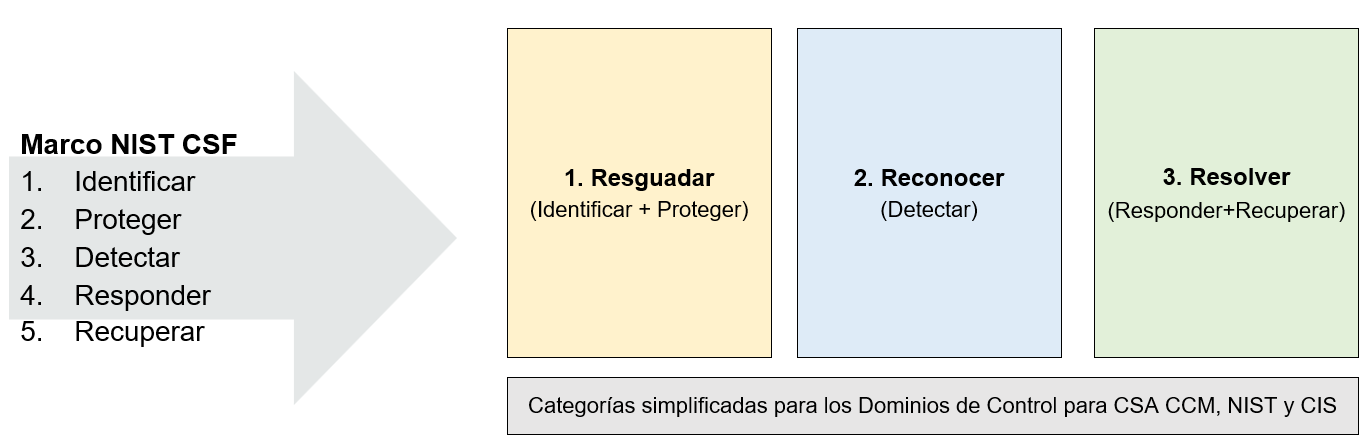 Marco NIST CSF
1. Identificar
2. Proteger
3. Detectar
4. Responder
5. Recuperar
1. Resguadar
(Identificar + Proteger)
2. Reconocer
(Detectar)
3. Resolver
(Responder+Recuperar)
Categorías simplificadas para los Dominios de Control para CSA CCM, NIST y CIS